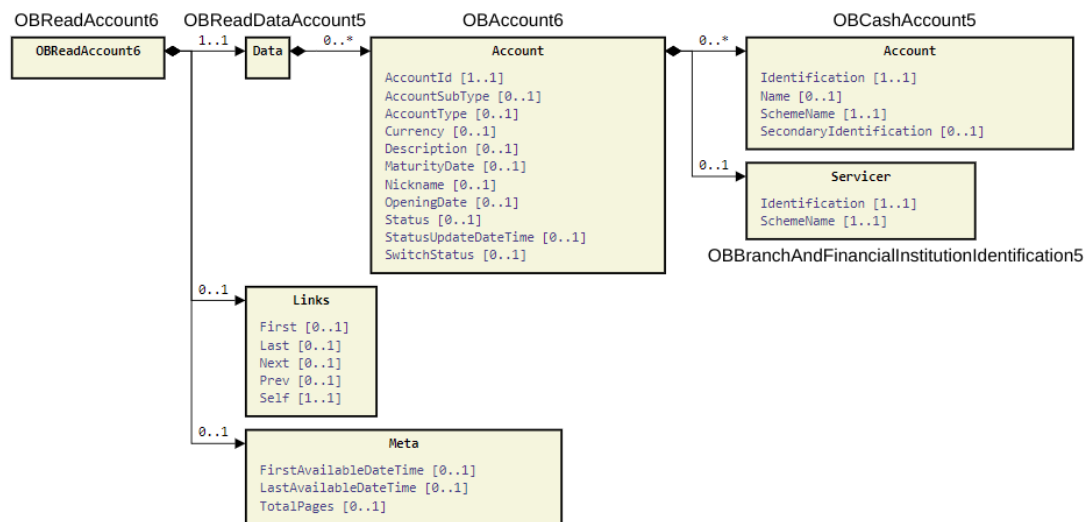 OBReadAccount6
OBReadDataAccount5
OBAccount6
OBCashAccount5
OBReadAccount6
1..1
Data
0..*
Account
AccountId [1..1]
AccountSubType [0..1]
AccountType [0..1]
Currency [0..1]
Description [0..1]
MaturityDate [0..1]
Nickname [0..1]
OpeningDate [0..1]
Status [0..1]
StatusUpdateDateTime [0..1]
SwitchStatus [0..1]
0..*
Account
Identification [1..1]
Name [0..1]
SchemeName [1..1]
SecondaryIdentification [0..1]
0..1
Servicer
Identification [1..1]
SchemeName [1..1]
OBBranchAndFinancialInstitutionIdentification5
0..1
Links
First [0..1]
Last [0..1]
Next [0..1]
Prev [0..1]
Self [1..1]
0..1
Meta
FirstAvailableDateTime [0..1]
LastAvailableDateTime [0..1]
TotalPages [0..1]